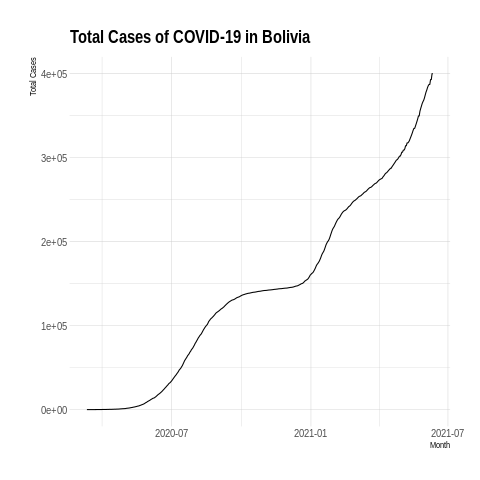 Total Cases of COVID-19 in Bolivia
Total Cases
4e+05
3e+05
2e+05
1e+05
0e+00
2020-07
2021-01
2021-07
Month